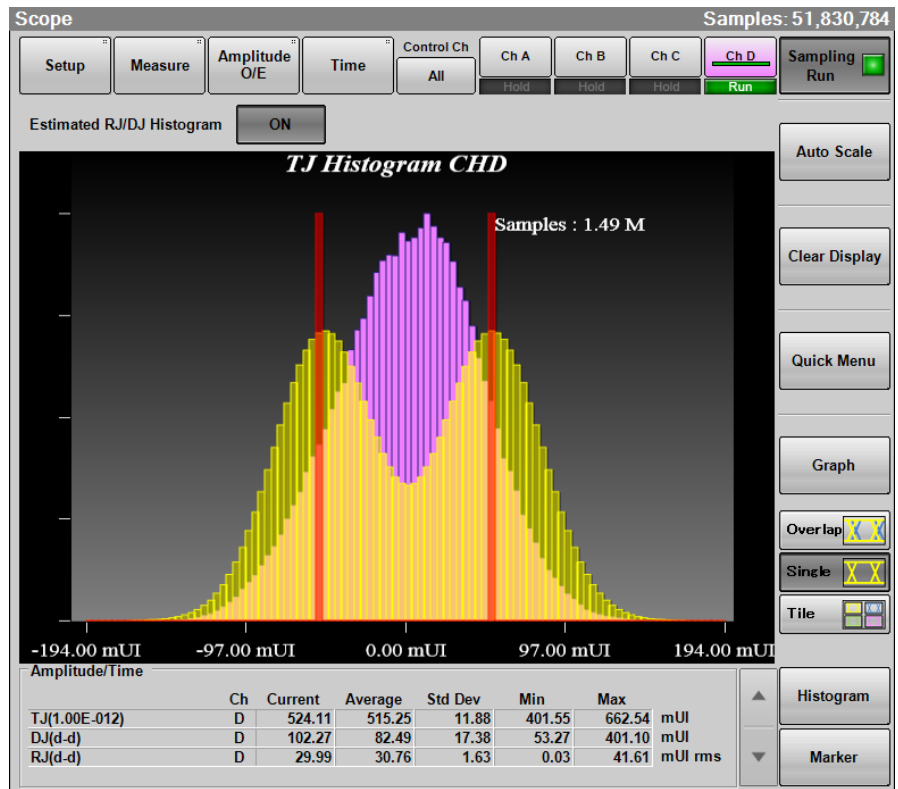 Scope Samples: 51,830,784
Setup Measure Amplitude O/E Time Control Ch All Ch A Hold Ch B Hold Ch C Hold Ch D Run Sampling Run
Estimated RJ/DJ Histogram ON
Auto Scale
TJ Histogram CHD
Samples : 1.49 M
Clear Display
Quick Menu
Graph
Overlap
Single
Tile
-194.00 mUI -97.00 mUI 0.00 mUI 97.00 mUI 194.00 mUI
Amplitude/Time
Ch Current Average Std Dev Min Max
TJ(1.00E-012) D 524.11 515.25 11.88 401.55 662.54 mUI
DJ(d-d) D 102.27 82.49 17.38 53.27 401.10 mUI
RJ(d-d) D 29.99 30.76 1.63 0.03 41.61 mUI rms
Histogram
Marker